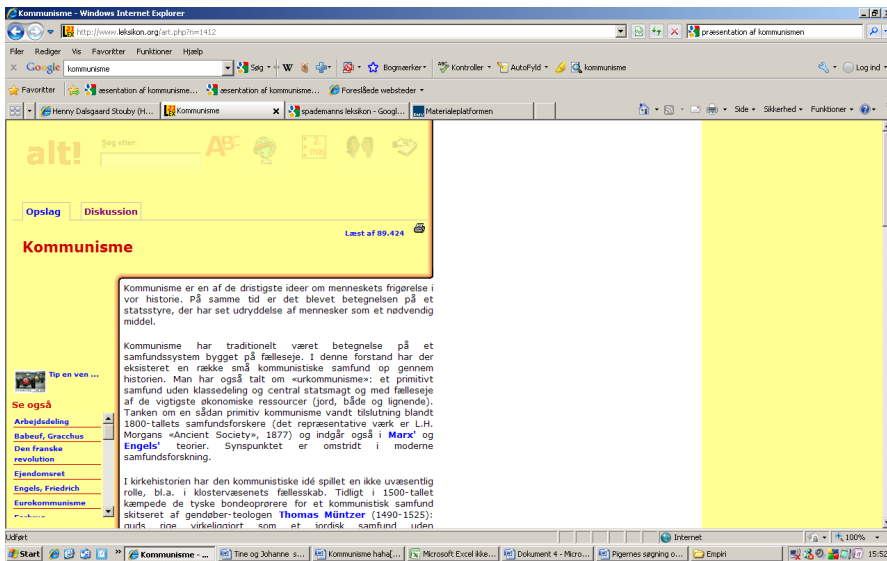 Kommunisme - Windows Internet Explorer
http://www.leksikon.org/art.php?n=1412
præsentation af kommunismen
Filer Rediger Vis Favoritter Funktioner Hjælp
x Google kommunisme Søg W Bogmærker Kontroller AutoFyld kommunisme Log ind
Favoritter æsentation af kommunisme... æsentation af kommunisme... Foreslåede websteder
Henny Dalsgaard Stouby (H... Kommunisme x spademanns leksikon - Googl... Materialeplatformen Side Sikkerhed Funktioner
alt! Søg efter: ABC 2. maj
Opslag Diskussion
Læst af 89.424
Kommunisme
Kommunisme er en af de dristigste ideer om menneskets frigørelse i
vor historie. På samme tid er det blevet betegnelsen på et
statsstyre, der har set udryddelse af mennesker som et nødvendig
middel.
Kommunisme har traditionelt været betegnelse på et
samfundssystem bygget på fælleseje. I denne forstand har der
eksisteret en række små kommunistiske samfund op gennem
historien. Man har også talt om «urkommunisme»: et primitivt
samfund uden klassedeling og central statsmagt og med fælleseje
af de vigtigste økonomiske ressourcer (jord, både og lignende).
Tanken om en sådan primitiv kommunisme vandt tilslutning blandt
1800-tallets samfundsforskere (det repræsentative værk er L.H.
Morgans «Ancient Society», 1877) og indgår også i Marx' og
Engels' teorier. Synspunktet er omstridt i moderne
samfundsforskning.
I kirkehistorien har den kommunistiske idé spillet en ikke uvæsentlig
rolle, bl.a. i klostervæsenets fællesskab. Tidligt i 1500-tallet
kæmpede de tyske bondeoprørere for et kommunistisk samfund
skitseret af gendøber-teologen Thomas Müntzer (1490-1525):
guds rige virkeliggjort som et jordisk samfund uden
Tip en ven ...
Se også
Arbejdsdeling
Babeuf, Gracchus
Den franske
revolution
Ejendomsret
Engels, Friedrich
Eurokommunisme
Udført Internet 100%
Start Kommunisme - ... Tine og Johanne s... Kommunisme haha[... Microsoft Excel ikke... Dokument 4 - Micro... Pigernes søgning o... Empiri 15:52